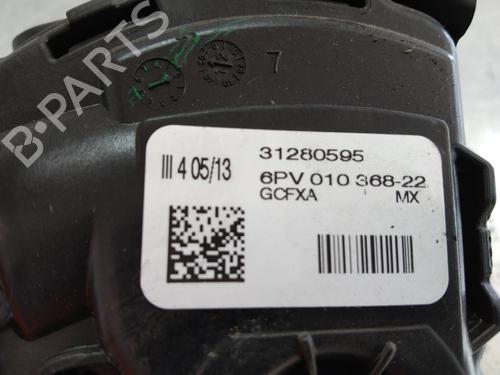 7
III 4 05/13
31280595
6PV 010 368-22
GCFXA MX
B-PARTS